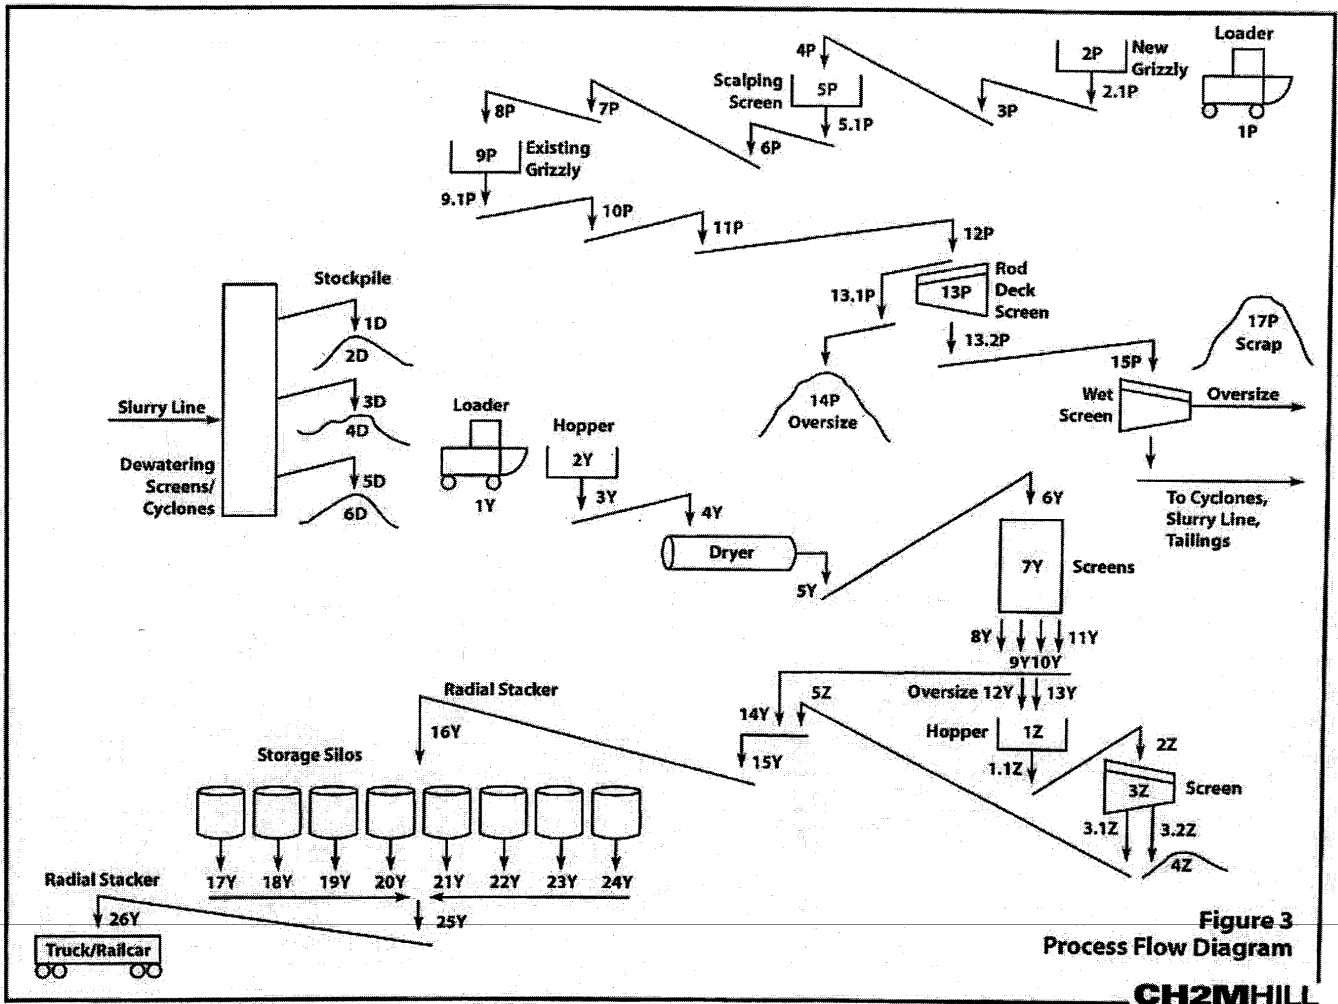 Loader
1P
New
Grizzly
2P
2.1P
3P
4P
Scalping
Screen
5P
5.1P
6P
7P
8P
9P
Existing
Grizzly
9.1P
10P
11P
12P
Rod
Deck
Screen
13P
13.1P
13.2P
14P
Oversize
15P
Wet
Screen
Oversize
17P
Scrap
To Cyclones,
Slurry Line,
Tailings
Stockpile
1D
2D
3D
4D
5D
6D
Slurry Line
Dewatering
Screens/
Cyclones
Loader
1Y
Hopper
2Y
3Y
4Y
Dryer
5Y
6Y
7Y
Screens
8Y
11Y
9Y 10Y
Oversize 12Y
13Y
5Z
14Y
15Y
Hopper
1Z
1.1Z
2Z
3Z
Screen
3.1Z
3.2Z
4Z
Radial Stacker
16Y
Storage Silos
17Y 18Y 19Y 20Y 21Y 22Y 23Y 24Y
Radial Stacker
25Y
26Y
Truck/Railcar
Figure 3
Process Flow Diagram
CH2MHILL